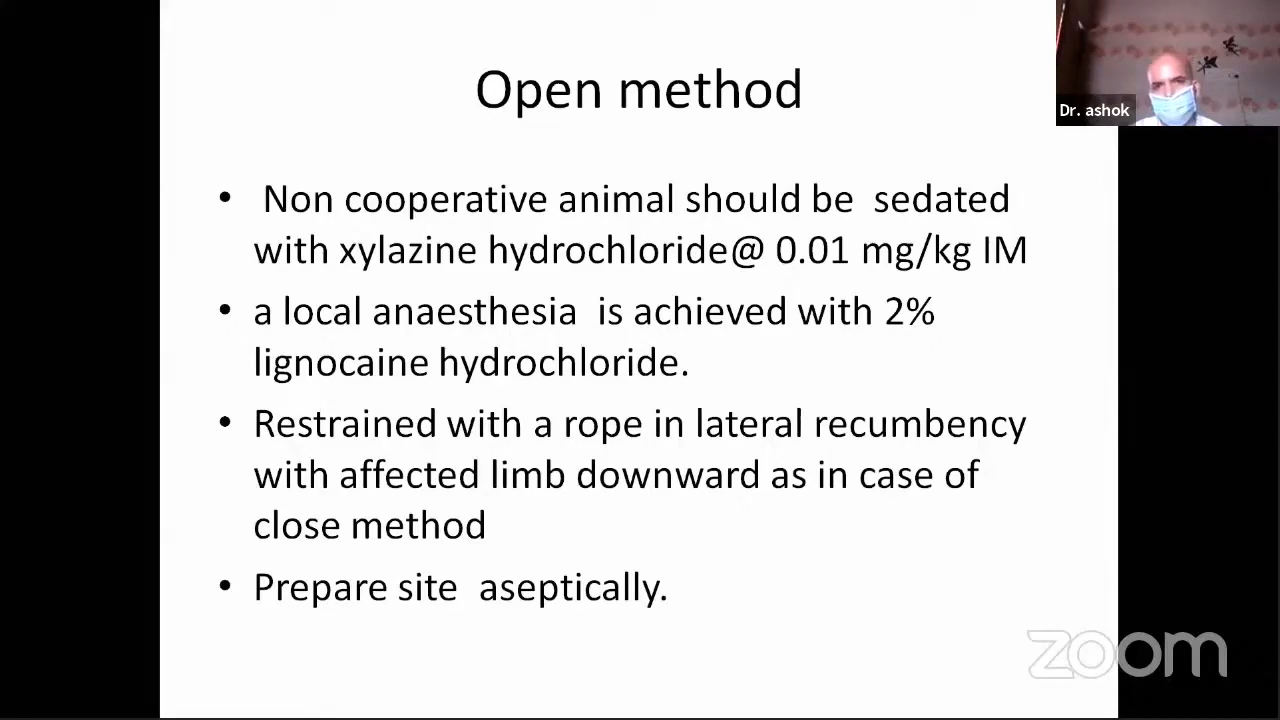 Open method
Dr. ashok
• Non cooperative animal should be sedated
with xylazine hydrochloride@ 0.01 mg/kg IM
• a local anaesthesia is achieved with 2%
lignocaine hydrochloride.
• Restrained with a rope in lateral recumbency
with affected limb downward as in case of
close method
• Prepare site aseptically.
zoom